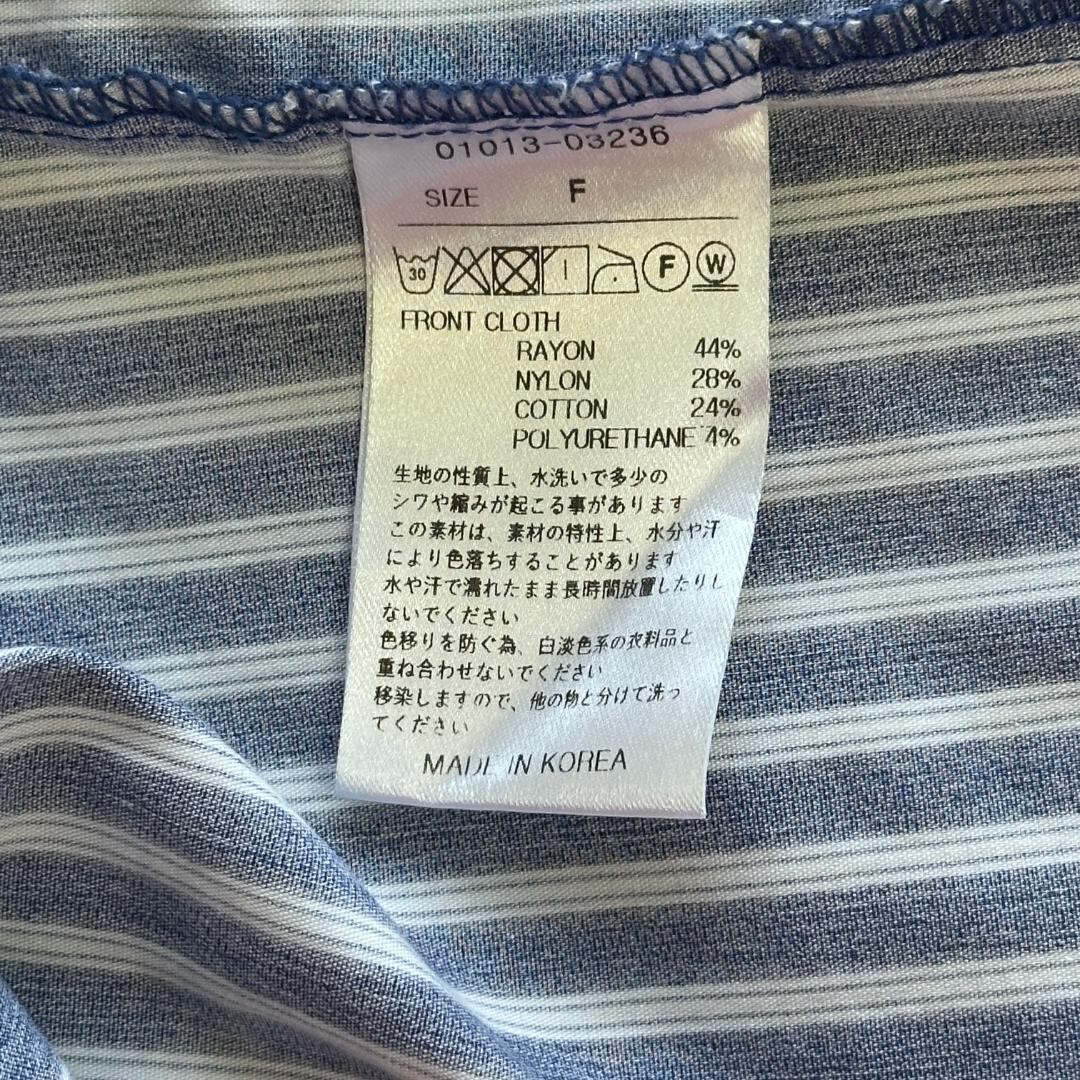 01013-03236
SIZE F
30 F W
FRONT CLOTH
RAYON 44%
NYLON 28%
COTTON 24%
POLYURETHANE 4%
生地の性質上、水洗いで多少の
シワや縮みが起こる事があります
この素材は、素材の特性上、水分や汗
により色落ちすることがあります
水や汗で濡れたまま長時間放置したりし
ないでください
色移りを防ぐ為、白淡色系の衣料品と
重ね合わせないでください
移染しますので、他の物と分けて洗っ
てください
MADE IN KOREA